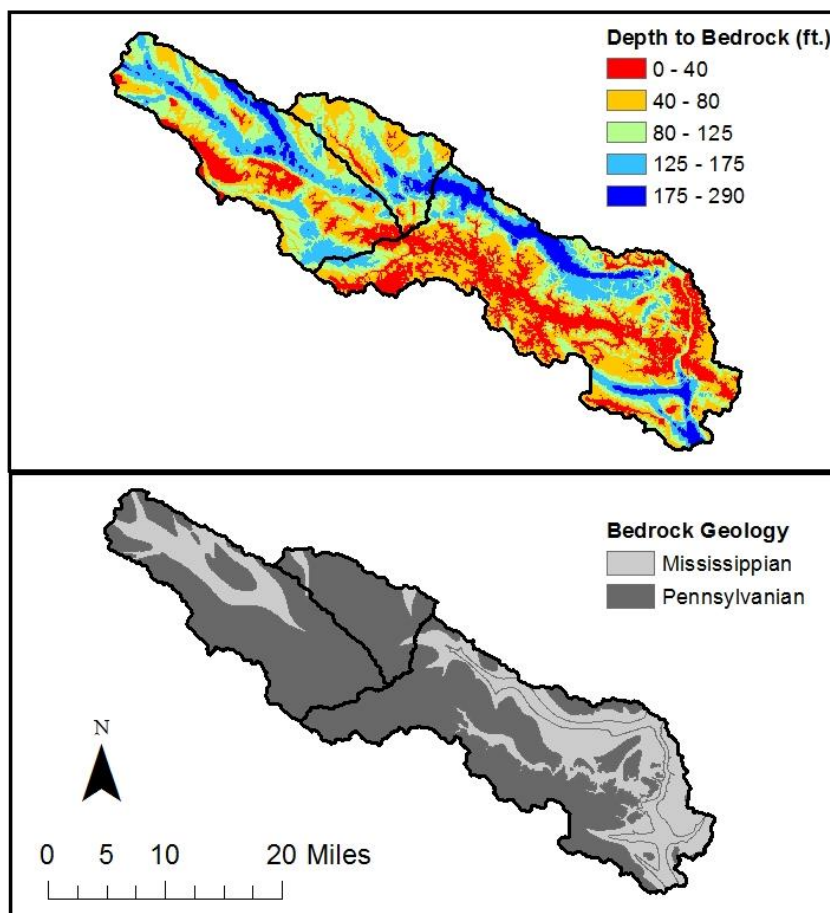 Depth to Bedrock (ft.)
0 - 40
40 - 80
80 - 125
125 - 175
175 - 290
Bedrock Geology
Mississippian
Pennsylvanian
N
0 5 10 20 Miles